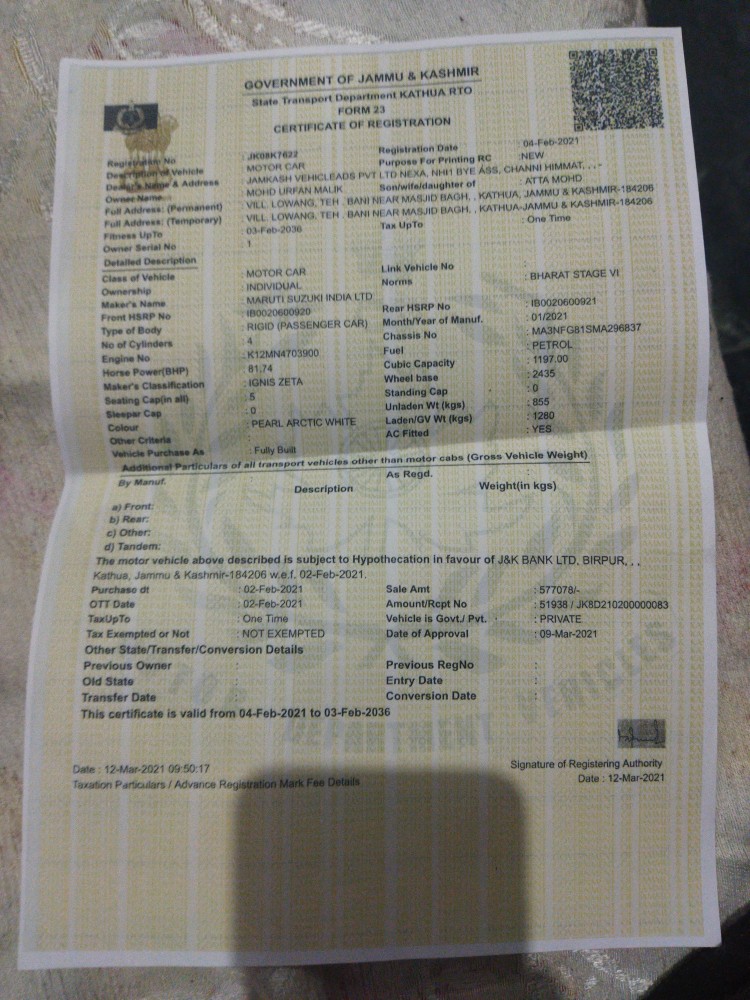 GOVERNMENT OF JAMMU & KASHMIR
State Transport Department KATHUA RTO
FORM 23
CERTIFICATE OF REGISTRATION
Registration No : JK08K7622 Registration Date : 04-Feb-2021
Description of Vehicle MOTOR CAR Purpose For Printing RC : NEW
Dealer's Name & Address JAMKASH VEHICLEADS PVT LTD NEXA, NH1 BYE ASS, CHANNI HIMMAT, , , -
Owner Name MOHD URFAN MALIK Son/wife/daughter of : ATTA MOHD
Full Address: (Permanent) VILL. LOWANG, TEH , BANI NEAR MASJID BAGH, , KATHUA, JAMMU & KASHMIR-184206
Full Address: (Temporary) VILL. LOWANG, TEH , BANI NEAR MASJID BAGH, , KATHUA-JAMMU & KASHMIR-184206
Fitness UpTo : 03-Feb-2036 Tax UpTo : One Time
Owner Serial No : 1
Detailed Description
Class of Vehicle : MOTOR CAR Link Vehicle No :
Ownership : INDIVIDUAL Norms : BHARAT STAGE VI
Maker's Name : MARUTI SUZUKI INDIA LTD
Front HSRP No : IB0020600920 Rear HSRP No : IB0020600921
Type of Body : RIGID (PASSENGER CAR) Month/Year of Manuf. : 01/2021
No of Cylinders : 4 Chassis No : MA3NFG81SMA296837
Engine No : K12MN4703900 Fuel : PETROL
Horse Power(BHP) : 81.74 Cubic Capacity : 1197.00
Maker's Classification : IGNIS ZETA Wheel base : 2435
Seating Cap(in all) : 5 Standing Cap : 0
Sleepar Cap : 0 Unladen Wt (kgs) : 855
Colour : PEARL ARCTIC WHITE Laden/GV Wt (kgs) : 1280
Other Criteria : AC Fitted : YES
Vehicle Purchase As : Fully Built
Additional Particulars of all transport vehicles other than motor cabs (Gross Vehicle Weight)
By Manuf. As Regd. :
Description Weight(in kgs)
a) Front:
b) Rear:
c) Other:
d) Tandem:
The motor vehicle above described is subject to Hypothecation in favour of J&K BANK LTD, BIRPUR, , ,
Kathua, Jammu & Kashmir-184206 w.e.f. 02-Feb-2021.
Purchase dt : 02-Feb-2021 Sale Amt : 577078/-
OTT Date : 02-Feb-2021 Amount/Rcpt No : 51938 / JK8D210200000083
TaxUpTo : One Time Vehicle is Govt./ Pvt. : PRIVATE
Tax Exempted or Not : NOT EXEMPTED Date of Approval : 09-Mar-2021
Other State/Transfer/Conversion Details
Previous Owner : Previous RegNo :
Old State : Entry Date :
Transfer Date : Conversion Date :
This certificate is valid from 04-Feb-2021 to 03-Feb-2036
Date : 12-Mar-2021 09:50:17 Signature of Registering Authority
Taxation Particulars / Advance Registration Mark Fee Details Date : 12-Mar-2021